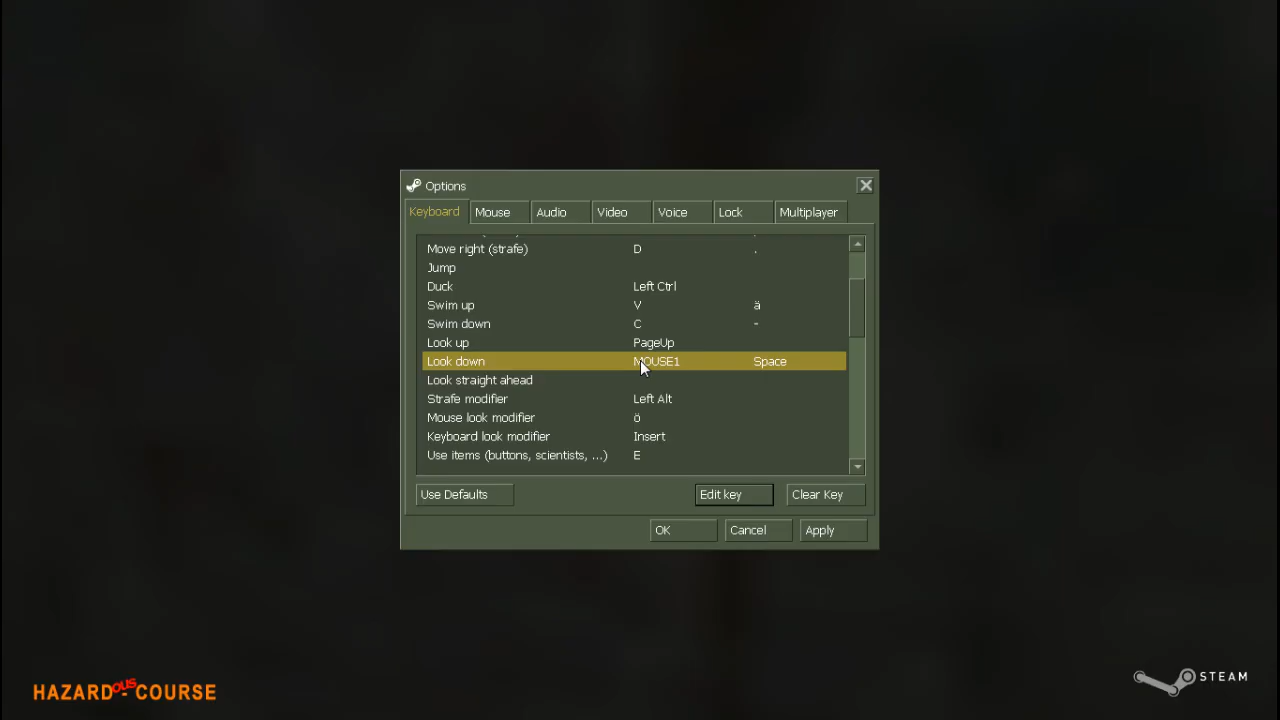 Options
Keyboard Mouse Audio Video Voice Lock Multiplayer
Move right (strafe) D .
Jump
Duck Left Ctrl
Swim up V ä
Swim down C -
Look up PageUp
Look down MOUSE1 Space
Look straight ahead
Strafe modifier Left Alt
Mouse look modifier ö
Keyboard look modifier Insert
Use items (buttons, scientists, ...) E
Use Defaults Edit key Clear Key
OK Cancel Apply
HAZARDOUS-COURSE
STEAM